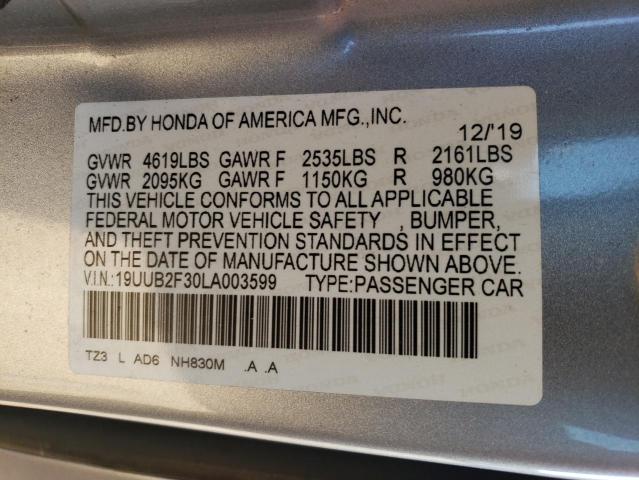 MFD.BY HONDA OF AMERICA MFG.,INC.
12/'19
GVWR 4619LBS GAWR F 2535LBS R 2161LBS
GVWR 2095KG GAWR F 1150KG R 980KG
THIS VEHICLE CONFORMS TO ALL APPLICABLE
FEDERAL MOTOR VEHICLE SAFETY , BUMPER,
AND THEFT PREVENTION STANDARDS IN EFFECT
ON THE DATE OF MANUFACTURE SHOWN ABOVE.
V.I.N.:19UUB2F30LA003599 TYPE:PASSENGER CAR
TZ3 L AD6 NH830M .A .A